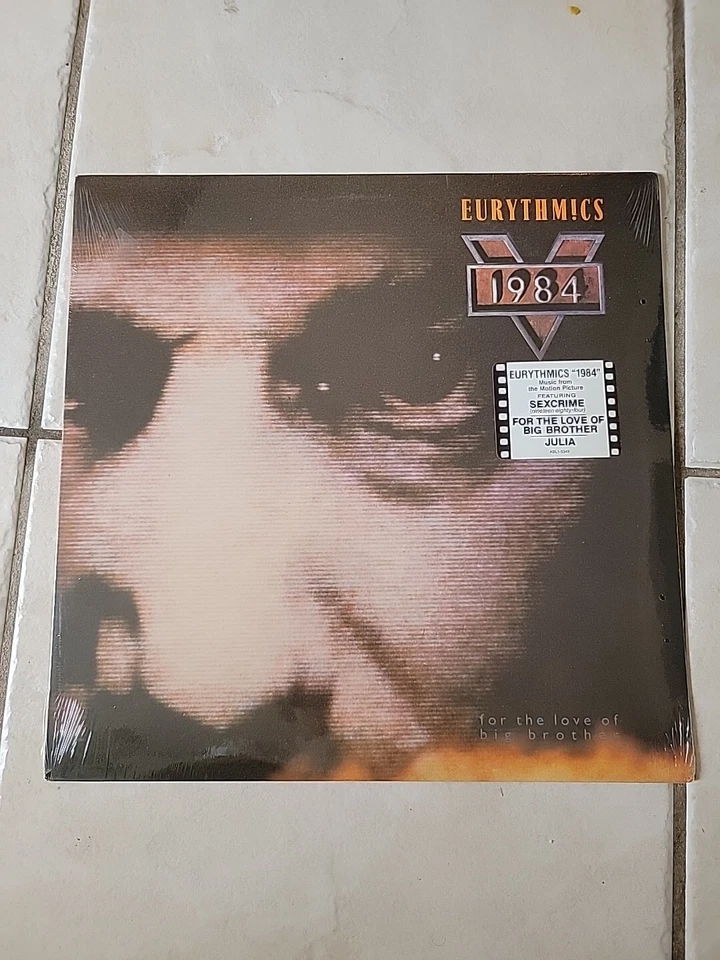 EURYTHM!CS
1984
EURYTHMICS "1984"
Music from
the Motion Picture
FEATURING
SEXCRIME
(nineteen eighty-four)
FOR THE LOVE OF
BIG BROTHER
JULIA
for the love of
big brother